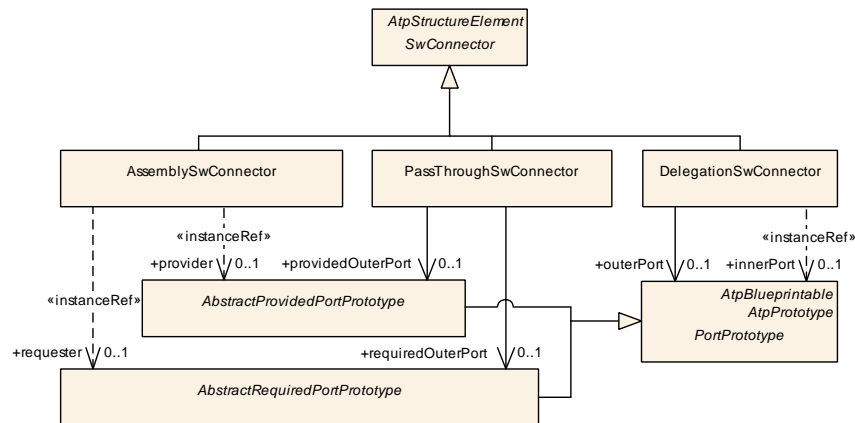 AtpStructureElement
SwConnector
AssemblySwConnector
PassThroughSwConnector
DelegationSwConnector
«instanceRef»
«instanceRef»
+provider
0..1
+providedOuterPort
0..1
+outerPort
0..1
+innerPort
0..1
AbstractProvidedPortPrototype
«instanceRef»
AtpBlueprintable
AtpPrototype
PortPrototype
+requester
0..1
+requiredOuterPort
0..1
AbstractRequiredPortPrototype